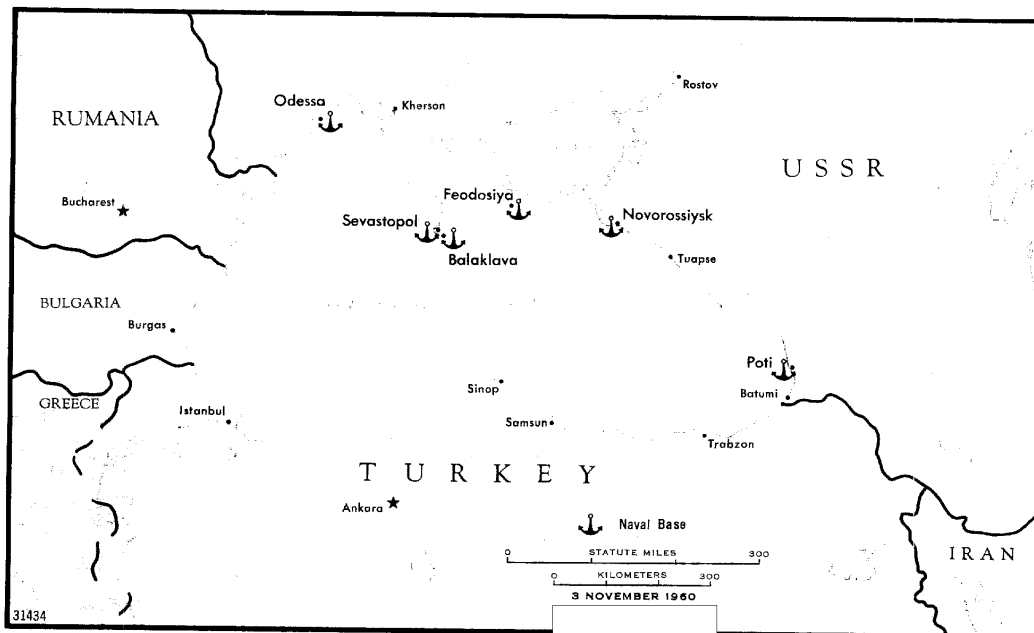 Rostov
Odessa
Kherson
RUMANIA
USSR
Feodosiya
Bucharest
Sevastopol
Novorossiysk
Balaklava
Tuapse
BULGARIA
Burgas
Poti
Sinop
Batumi
GREECE
Istanbul
Samsun
Trabzon
TURKEY
Ankara
Naval Base
IRAN
0 STATUTE MILES 300
0 KILOMETERS 300
3 NOVEMBER 1960
31434